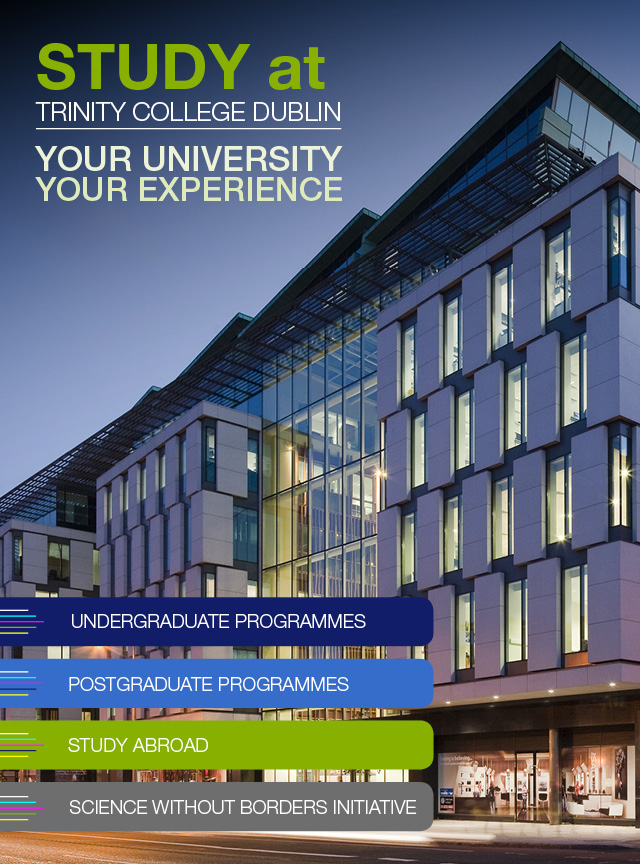 STUDY at
TRINITY COLLEGE DUBLIN
YOUR UNIVERSITY
YOUR EXPERIENCE
UNDERGRADUATE PROGRAMMES
POSTGRADUATE PROGRAMMES
STUDY ABROAD
SCIENCE WITHOUT BORDERS INITIATIVE